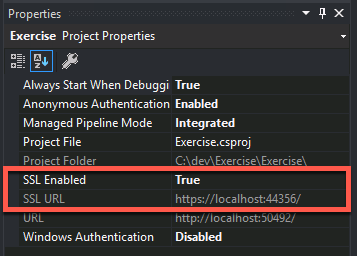 Properties
Exercise Project Properties
Always Start When Debuggi True
Anonymous Authentication Enabled
Managed Pipeline Mode Integrated
Project File Exercise.csproj
Project Folder C:\dev\Exercise\Exercise\
SSL Enabled True
SSL URL https://localhost:44356/
URL http://localhost:50492/
Windows Authentication Disabled